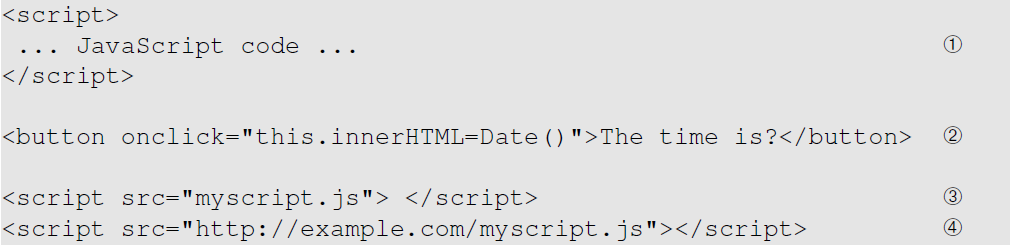 <script>
... JavaScript code ... ①
</script>
<button onclick="this.innerHTML=Date()">The time is?</button> ②
<script src="myscript.js"> </script> ③
<script src="http://example.com/myscript.js"></script> ④